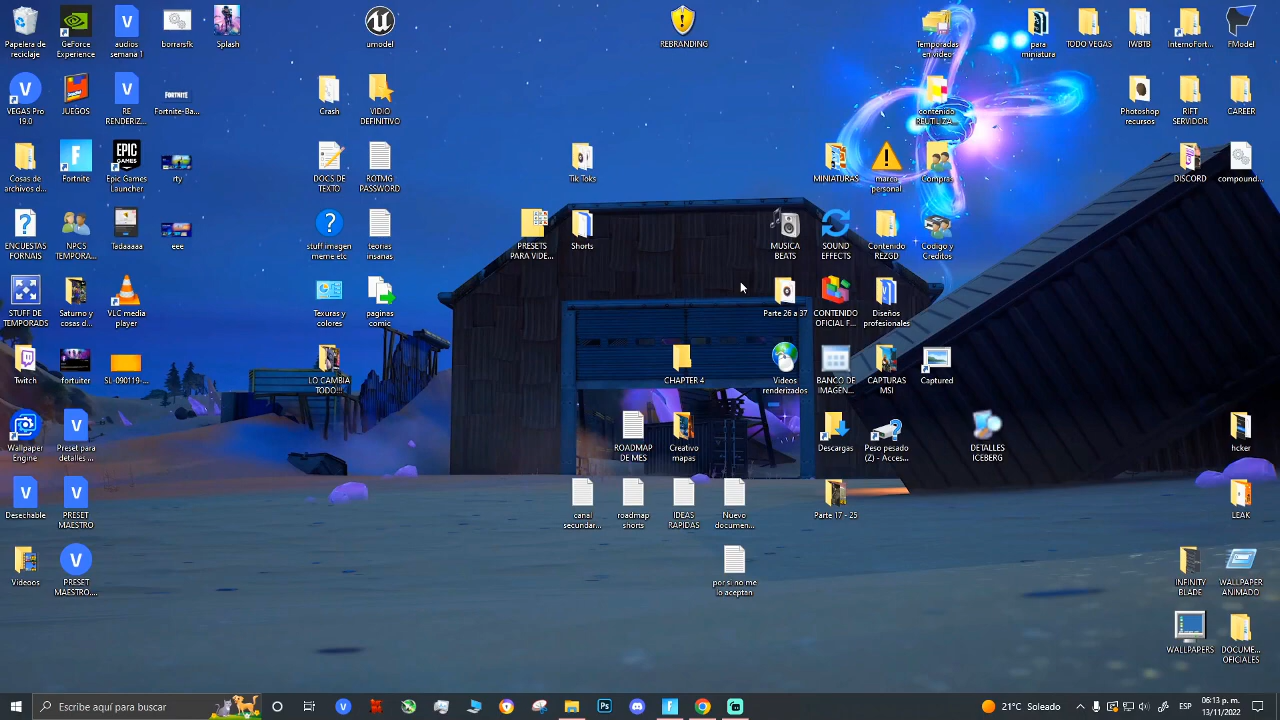 Papelera de
reciclaje
GeForce
Experience
audios
semana 1
borrarsfk
Splash
umodel
REBRANDING
Temporadas
en video
para
miniatura
TODO VEGAS
IWBTB
InternoFort...
FModel
VEGAS Pro
19.0
JUEGOS
RE
RENDERIZ...
FORTNITE
Fortnite-Ba...
Crash
VIDIO
DEFINITIVO
contenido
REUTILIZA...
Photoshop
recursos
RIFT
SERVIDOR
CAREER
Cosas de
archivos d...
Fortnite
EPIC
GAMES
Epic Games
Launcher
rty
DOCS DE
TEXTO
ROTMG
PASSWORD
Tik Toks
MINIATURAS
marca
personal
Compras
DISCORD
compound...
ENCUESTAS
FORNAIS
NPCS
TEMPORA...
Tadaaaaa
eee
stuff imagen
meme etc
teorias
insanas
PRESETS
PARA VIDE...
Shorts
MUSICA
BEATS
SOUND
EFFECTS
Contenido
REZGD
Codigo y
Creditos
STUFF DE
TEMPORADS
Saturno y
cosas d...
VLC media
player
Texuras y
colores
paginas
comic
Parte 26 a 37
CONTENIDO
OFICIAL F...
Diseños
profesionales
Twitch
fortuiter
SL-090119-...
LO CAMBIA
TODO!!!
CHAPTER 4
Videos
renderizados
BANCO DE
IMAGEN...
CAPTURAS
MSI
Captured
Wallpaper
Engine
Preset para
detalles ...
ROADMAP
DE MES
Creativo
mapas
Descargas
Peso pesado
(Z) - Acces...
DETALLES
ICEBERG
hcker
Desechable
PRESET
MAESTRO
canal
secundar...
roadmap
shorts
IDEAS
RAPIDAS
Nuevo
documen...
Parte 17 - 25
LEAK
Videos
PRESET
MAESTRO....
por si no me
lo aceptan
INFINITY
BLADE
WALLPAPER
ANIMADO
WALLPAPERS
DOCUME...
OFICIALES
Escribe aquí para buscar
21°C Soleado
ESP
06:13 p. m.
13/11/2022